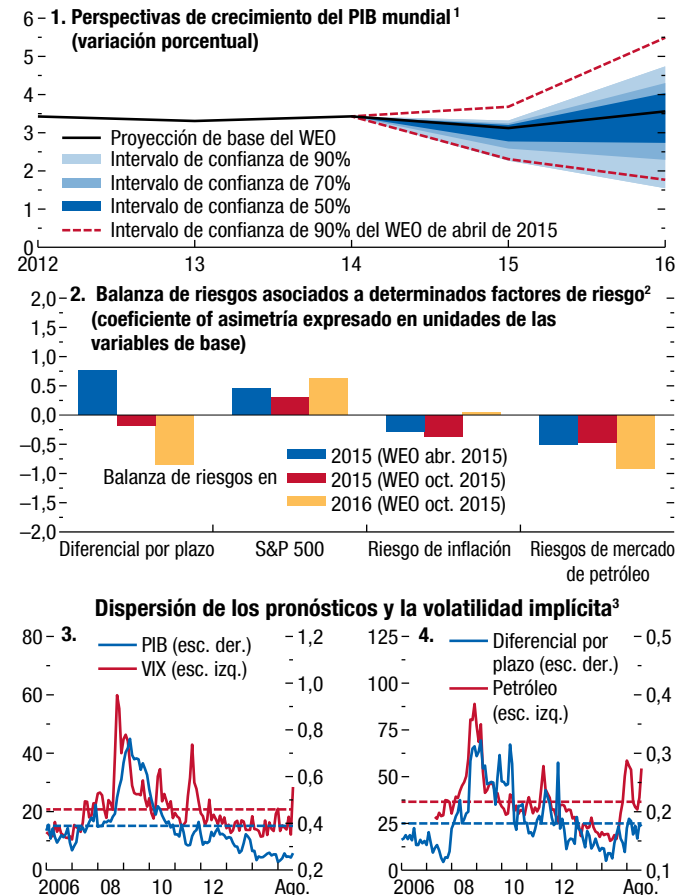 1. Perspectivas de crecimiento del PIB mundial¹
(variación porcentual)
6
5
4
3
2
1
0
Proyección de base del WEO
Intervalo de confianza de 90%
Intervalo de confianza de 70%
Intervalo de confianza de 50%
Intervalo de confianza de 90% del WEO de abril de 2015
2012 13 14 15 16
2. Balanza de riesgos asociados a determinados factores de riesgo²
(coeficiente of asimetría expresado en unidades de las
variables de base)
2,0
1,5
1,0
0.5
0,0
–0,5
–1,0
–1,5
–2,0
Balanza de riesgos en
2015 (WEO abr. 2015)
2015 (WEO oct. 2015)
2016 (WEO oct. 2015)
Diferencial por plazo S&P 500 Riesgo de inflación Riesgos de mercado
de petróleo
Dispersión de los pronósticos y la volatilidad implícita³
3.
PIB (esc. der.)
VIX (esc. izq.)
80
60
40
20
0
1,2
1,0
0,8
0,6
0,4
0,2
2006 08 10 12 Ago.
4.
Diferencial por
plazo (esc. der.)
Petróleo
(esc. izq.)
125
100
75
50
25
0
0,5
0,4
0,3
0,2
0,1
2006 08 10 12 Ago.